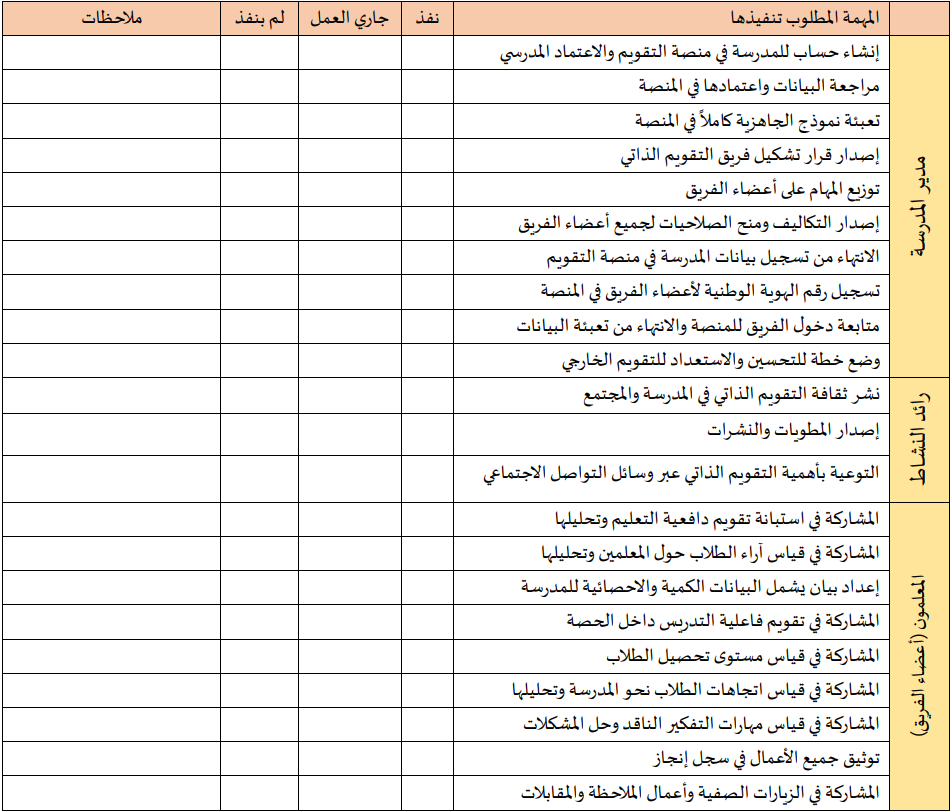 المهمة المطلوب تنفيذها نفذ جاري العمل لم بنفذ ملاحظات
مدير المدرسة
إنشاء حساب للمدرسة في منصة التقويم والاعتماد المدرسي
مراجعة البيانات واعتمادها في المنصة
تعبئة نموذج الجاهزية كاملاً في المنصة
إصدار قرار تشكيل فريق التقويم الذاتي
توزيع المهام على أعضاء الفريق
إصدار التكاليف ومنح الصلاحيات لجميع أعضاء الفريق
الانتهاء من تسجيل بيانات المدرسة في منصة التقويم
تسجيل رقم الهوية الوطنية لأعضاء الفريق في المنصة
متابعة دخول الفريق للمنصة والانتهاء من تعبئة البيانات
وضع خطة للتحسين والاستعداد للتقويم الخارجي
رائد النشاط
نشر ثقافة التقويم الذاتي في المدرسة والمجتمع
إصدار المطويات والنشرات
التوعية بأهمية التقويم الذاتي عبر وسائل التواصل الاجتماعي
المعلمون (أعضاء الفريق)
المشاركة في استبانة تقويم دافعية التعليم وتحليلها
المشاركة في قياس آراء الطلاب حول المعلمين وتحليلها
إعداد بيان يشمل البيانات الكمية والاحصائية للمدرسة
المشاركة في تقويم فاعلية التدريس داخل الحصة
المشاركة في قياس مستوى تحصيل الطلاب
المشاركة في قياس اتجاهات الطلاب نحو المدرسة وتحليلها
المشاركة في قياس مهارات التفكير الناقد وحل المشكلات
توثيق جميع الأعمال في سجل إنجاز
المشاركة في الزيارات الصفية وأعمال الملاحظة والمقابلات